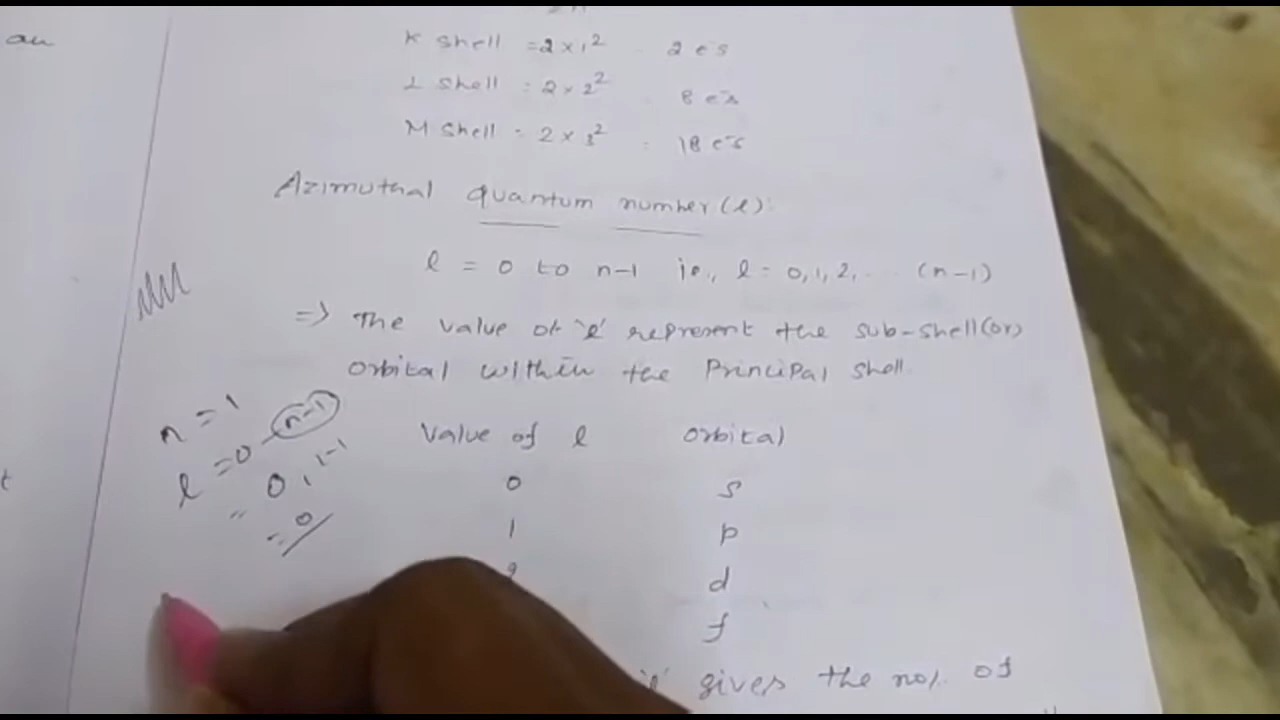 au
K shell = 2 x 1² 2 e⁻s
L shell : 2 x 2² 8 e⁻s
M shell : 2 x 3² : 18 e⁻s
Azimuthal quantum number (l):
l = 0 to n-1 ie., l = 0, 1, 2, ... (n-1)
=> The value of 'l' represent the sub-shell (or)
orbital within the Principal shell.
n = 1
l = 0 - n-1
= 0, 1-1
= 0
Value of l orbital
0 s
1 p
d
f
t
'l' gives the no/. of